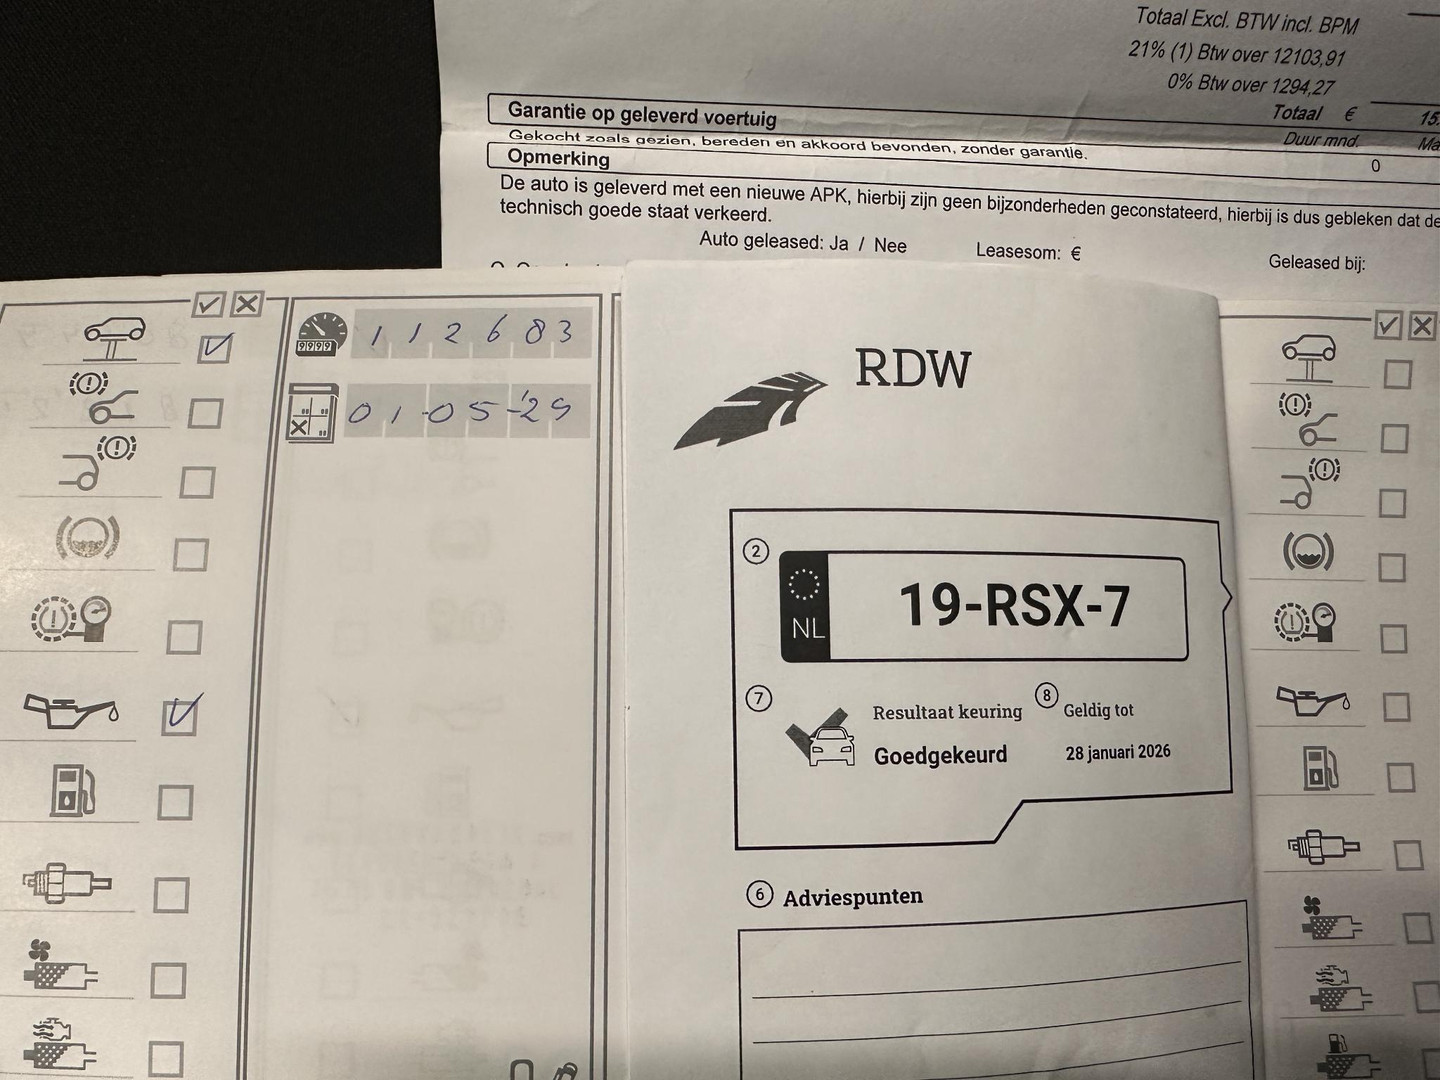 Totaal Excl. BTW incl. BPM
21% (1) Btw over 12103,91
0% Btw over 1294,27
Totaal €
Garantie op geleverd voertuig
Duur mnd.
Gekocht zoals gezien, bereden en akkoord bevonden, zonder garantie.
0
Opmerking
De auto is geleverd met een nieuwe APK, hierbij zijn geen bijzonderheden geconstateerd, hierbij is dus gebleken dat de
technisch goede staat verkeerd.
Auto geleased: Ja / Nee Leasesom: € Geleased bij:
9999
112683
01-05-
RDW
2
NL 19-RSX-7
7 Resultaat keuring 8 Geldig tot
Goedgekeurd 28 januari 2026
6 Adviespunten